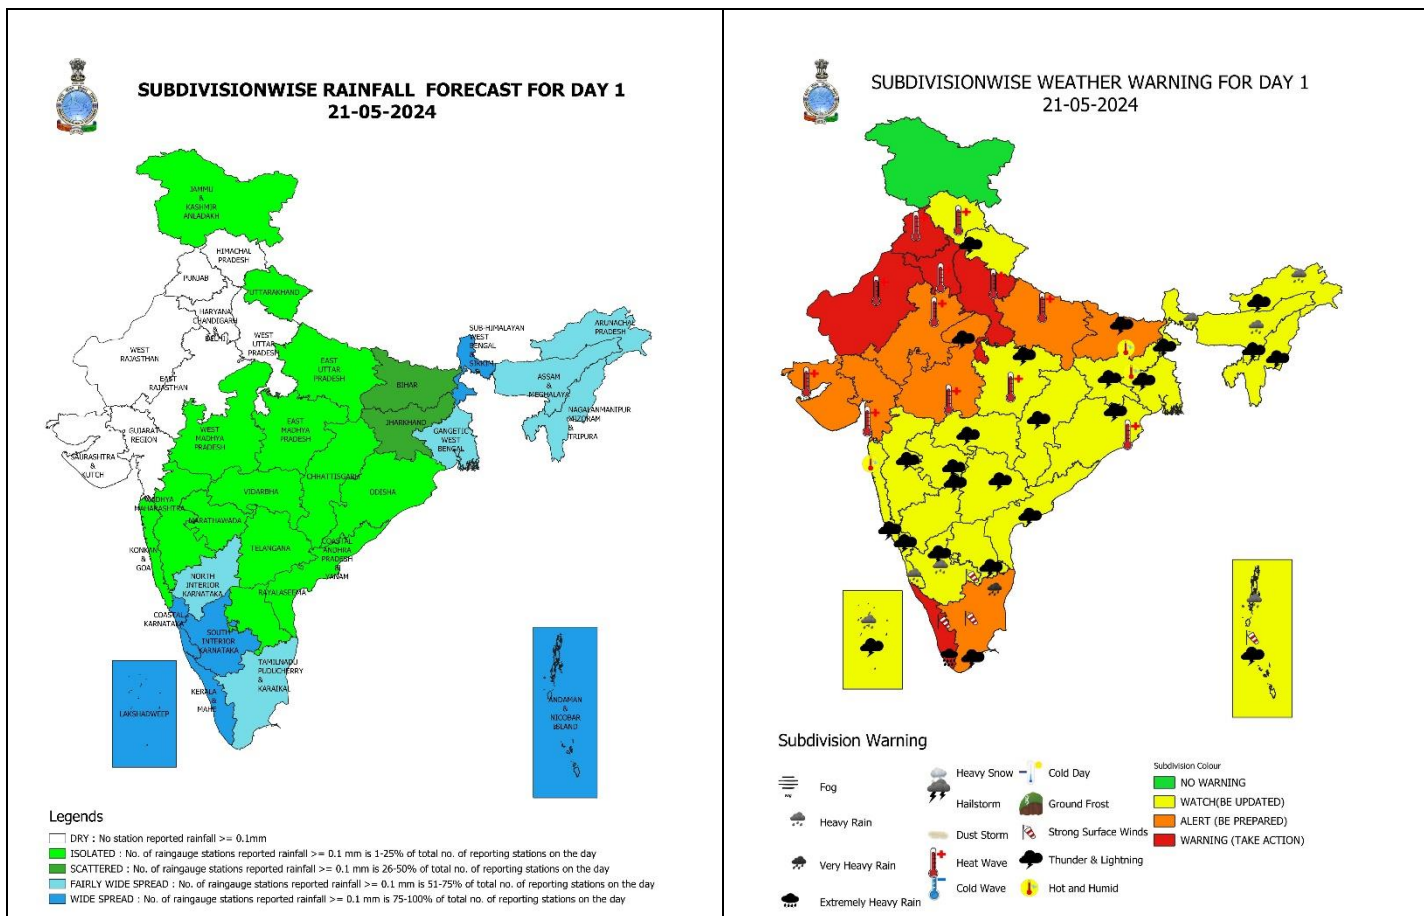 SUBDIVISIONWISE RAINFALL FORECAST FOR DAY 1
21-05-2024
JAMMU
&
KASHMIR
ANLADAKH
HIMACHAL
PRADESH
PUNJAB
UTTARAKHAND
HARYANA
CHANDIGARH
&
DELHI
WEST
UTTAR
PRADESH
WEST
RAJASTHAN
EAST
RAJASTHAN
EAST
UTTAR
PRADESH
SUB-HIMALAYAN
WEST
BENGAL
&
SIKKIM
ARUNACHAL
PRADESH
BIHAR
ASSAM
&
MEGHALAYA
NAGALANMANIPUR
MIZORAM
&
TRIPURA
JHARKHAND
GANGETIC
WEST
BENGAL
GUJARAT
REGION
WEST
MADHYA
PRADESH
EAST
MADHYA
PRADESH
SAURASHTRA
&
KUTCH
CHHATTISGARH
ODISHA
VIDARBHA
MADHYA
MAHARASHTRA
MARATHAWADA
TELANGANA
COASTAL
ANDHRA
PRADESH
&
YANAM
KONKAN
&
GOA
NORTH
INTERIOR
KARNATAKA
RAYALASEEMA
COASTAL
KARNATAKA
SOUTH
INTERIOR
KARNATAKA
TAMILNADU
PUDUCHERRY
&
KARAIKAL
KERALA
&
MAHE
LAKSHADWEEP
ANDAMAN
&
NICOBAR
ISLAND
Legends
DRY : No station reported rainfall >= 0.1mm
ISOLATED : No. of raingauge stations reported rainfall >= 0.1 mm is 1-25% of total no. of reporting stations on the day
SCATTERED : No. of raingauge stations reported rainfall >= 0.1 mm is 26-50% of total no. of reporting stations on the day
FAIRLY WIDE SPREAD : No. of raingauge stations reported rainfall >= 0.1 mm is 51-75% of total no. of reporting stations on the day
WIDE SPREAD : No. of raingauge stations reported rainfall >= 0.1 mm is 75-100% of total no. of reporting stations on the day
SUBDIVISIONWISE WEATHER WARNING FOR DAY 1
21-05-2024
Subdivision Warning
Fog
Heavy Rain
Very Heavy Rain
Extremely Heavy Rain
Heavy Snow
Hailstorm
Dust Storm
Heat Wave
Cold Wave
Cold Day
Ground Frost
Strong Surface Winds
Thunder & Lightning
Hot and Humid
Subdivision Colour
NO WARNING
WATCH(BE UPDATED)
ALERT (BE PREPARED)
WARNING (TAKE ACTION)